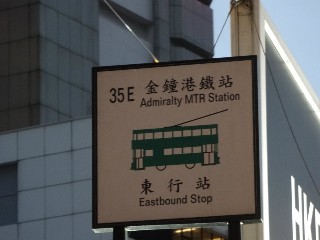 35E 金鐘港鐵站
Admiralty MTR Station
東行站
Eastbound Stop